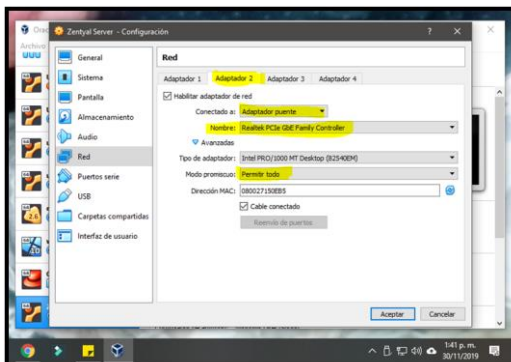 Zentyal Server - Configuración
Archivo
General
Sistema
Pantalla
Almacenamiento
Audio
Red
Puertos serie
USB
Carpetas compartidas
Interfaz de usuario
Red
Adaptador 1 Adaptador 2 Adaptador 3 Adaptador 4
Habilitar adaptador de red
Conectado a: Adaptador puente
Nombre: Realtek PCIe GbE Family Controller
Avanzadas
Tipo de adaptador: Intel PRO/1000 MT Desktop (82540EM)
Modo promiscuo: Permitir todo
Dirección MAC: 080027150EB5
Cable conectado
Reenvío de puertos
Aceptar Cancelar
1:41 p. m.
30/11/2019